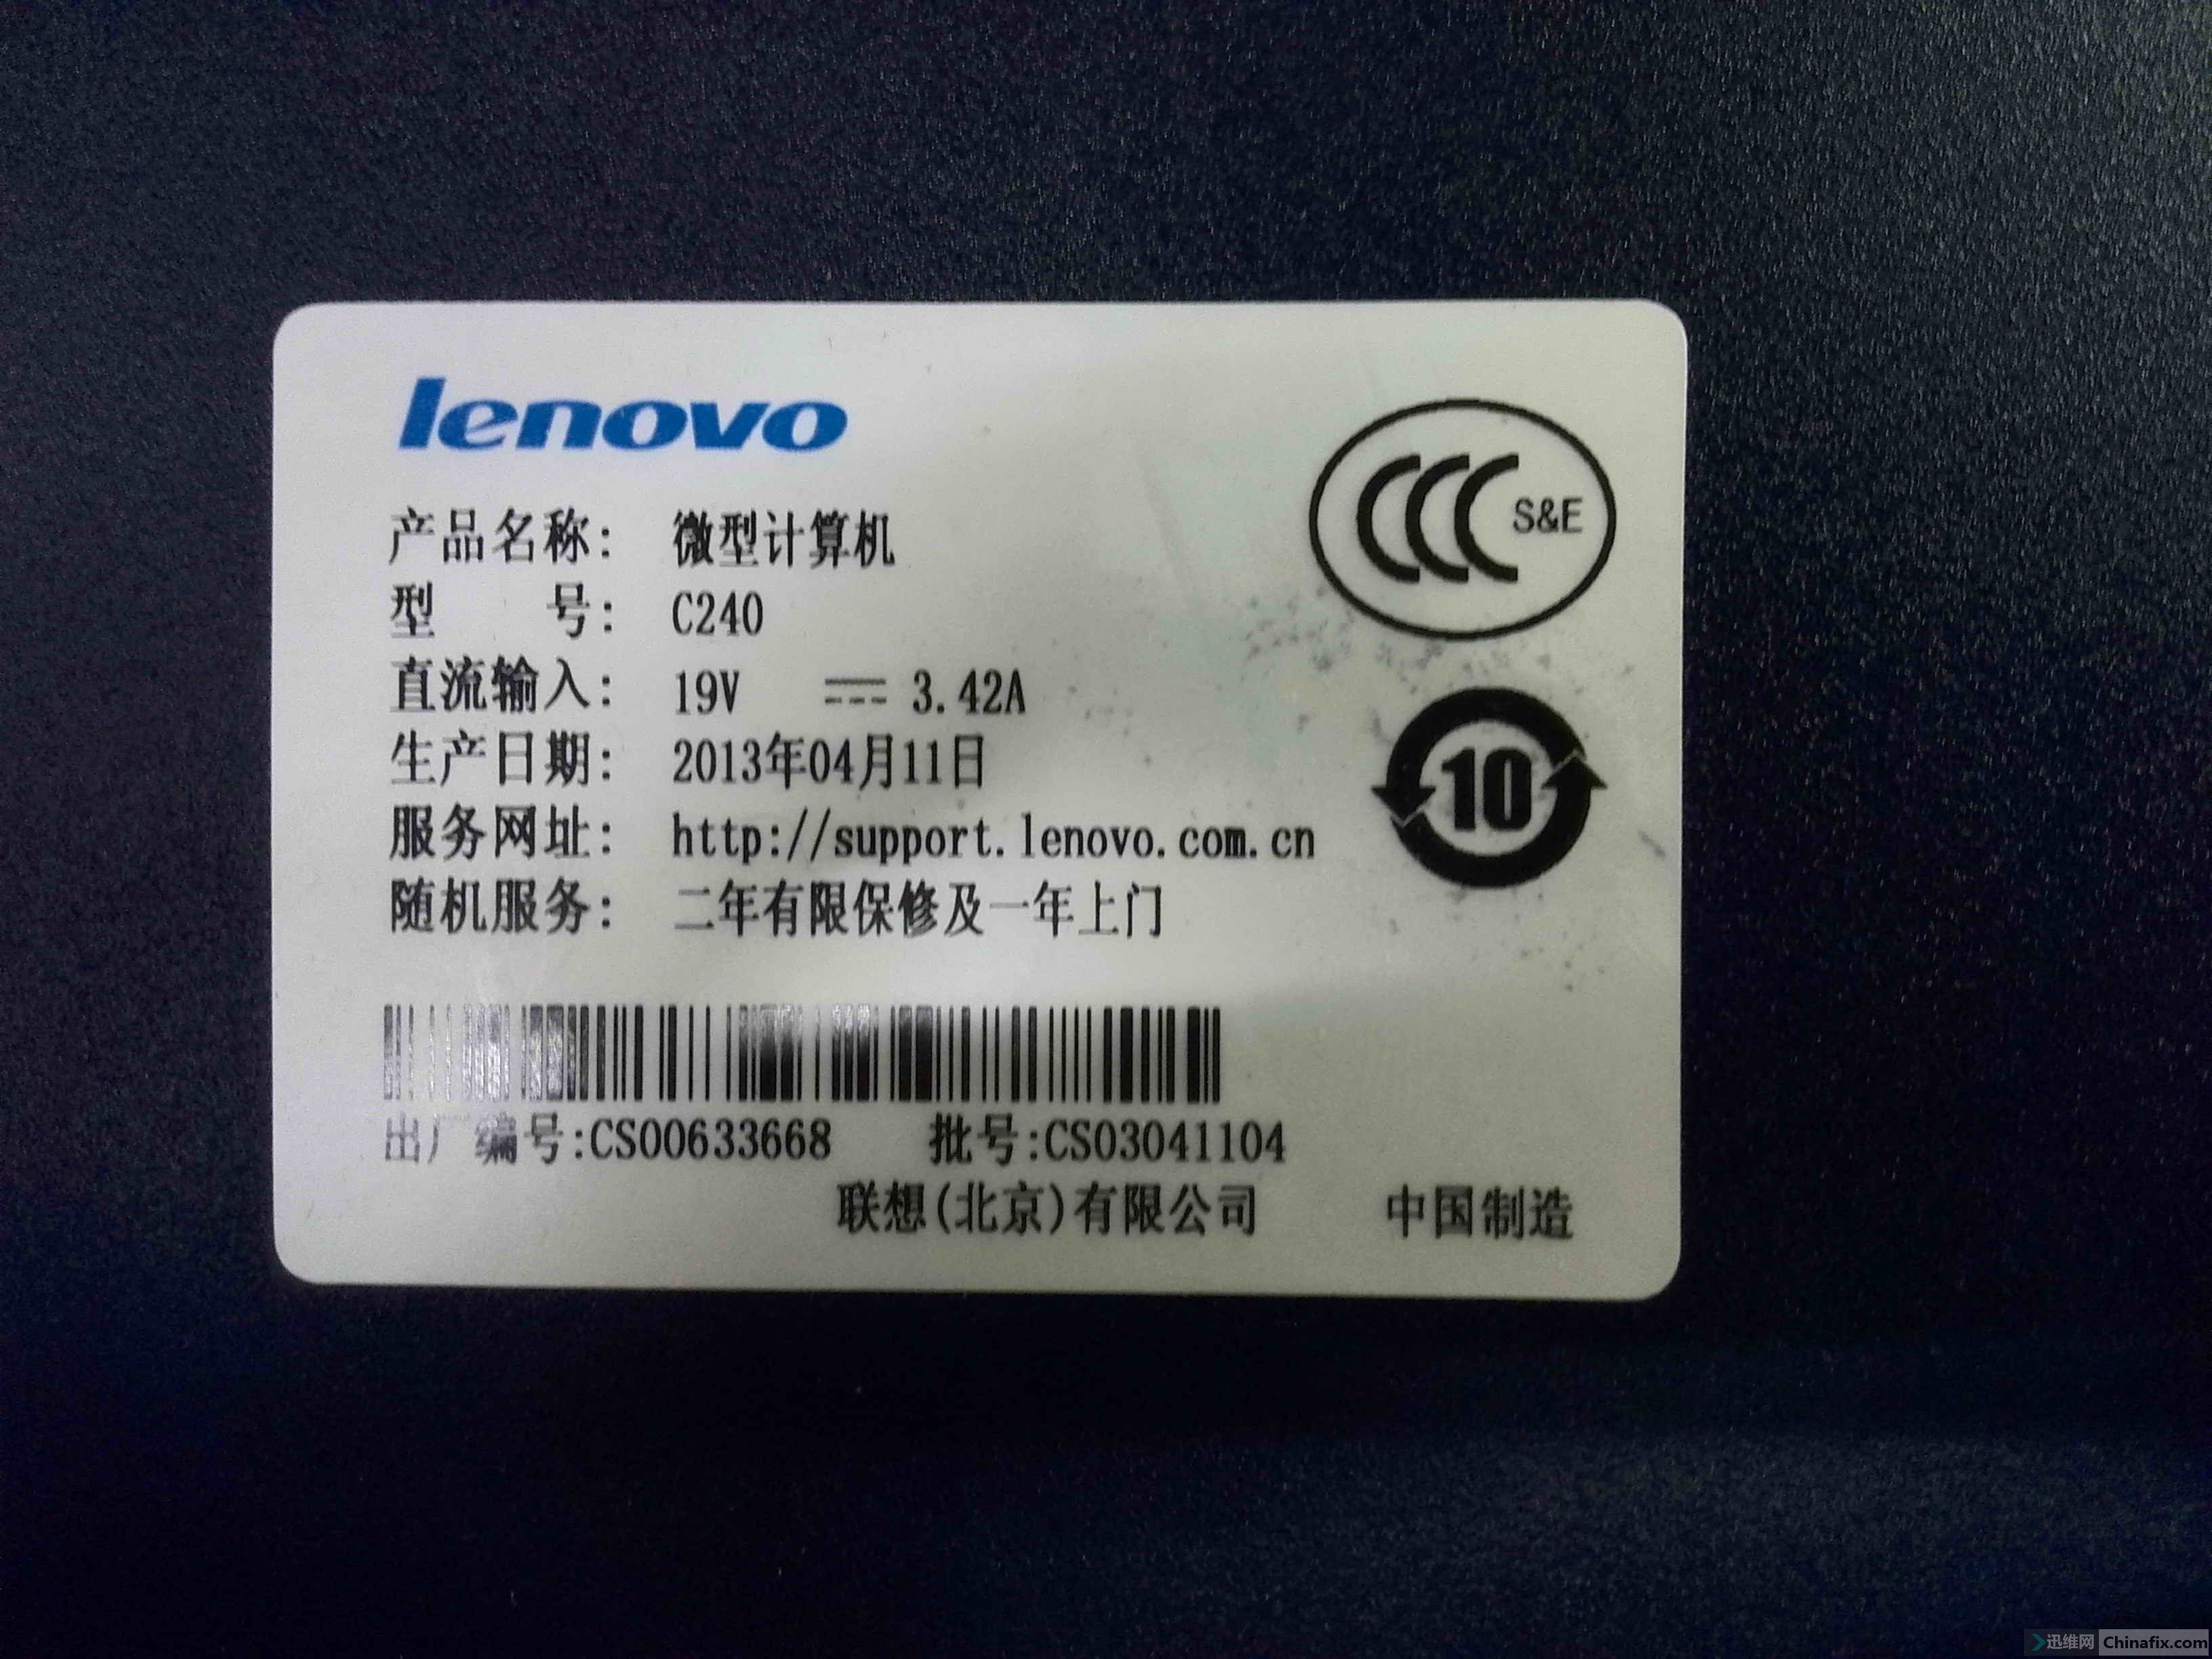 lenovo
CCC S&E
产品名称： 微型计算机
型 号： C240
直流输入： 19V 3.42A
生产日期： 2013年04月11日
10
服务网址： http://support.lenovo.com.cn
随机服务： 二年有限保修及一年上门
出厂编号:CS00633668 批号:CS03041104
联想(北京)有限公司 中国制造
迅维网 Chinafix.com